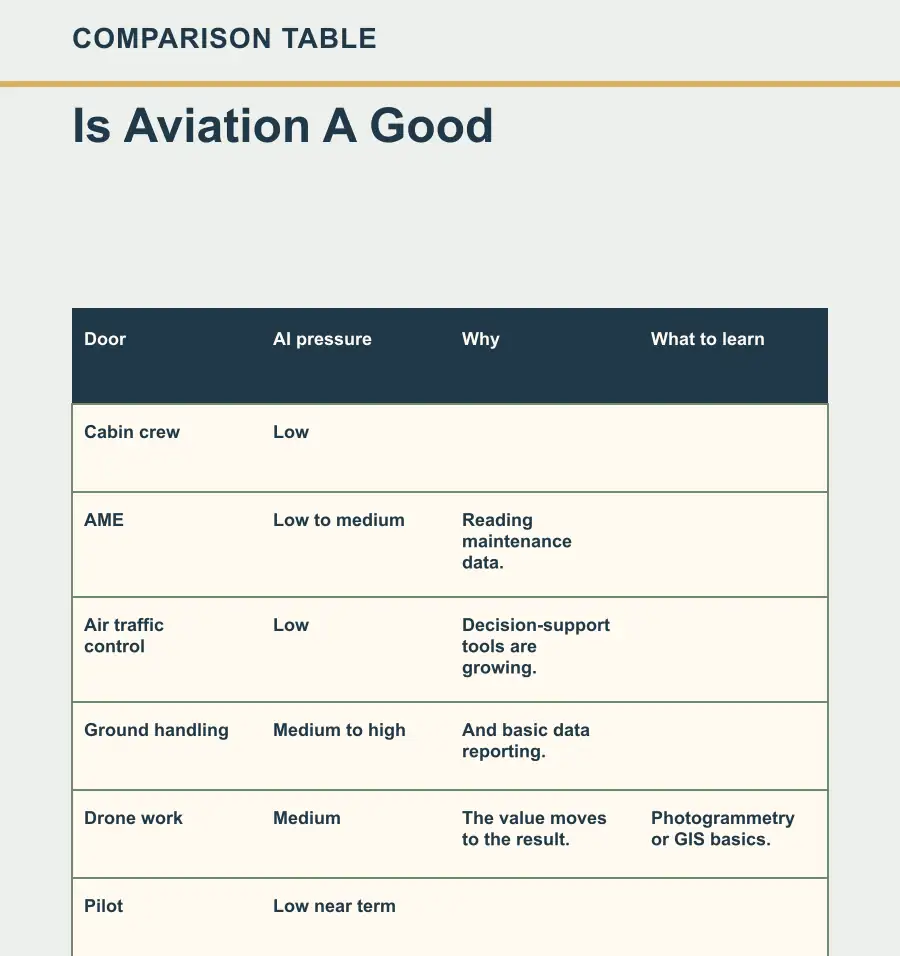 COMPARISON TABLE
Is Aviation A Good
Door AI pressure Why What to learn
Cabin crew Low
AME Low to medium Reading
maintenance
data.
Air traffic Low Decision-support
control tools are
growing.
Ground handling Medium to high And basic data
reporting.
Drone work Medium The value moves Photogrammetry
to the result. or GIS basics.
Pilot Low near term